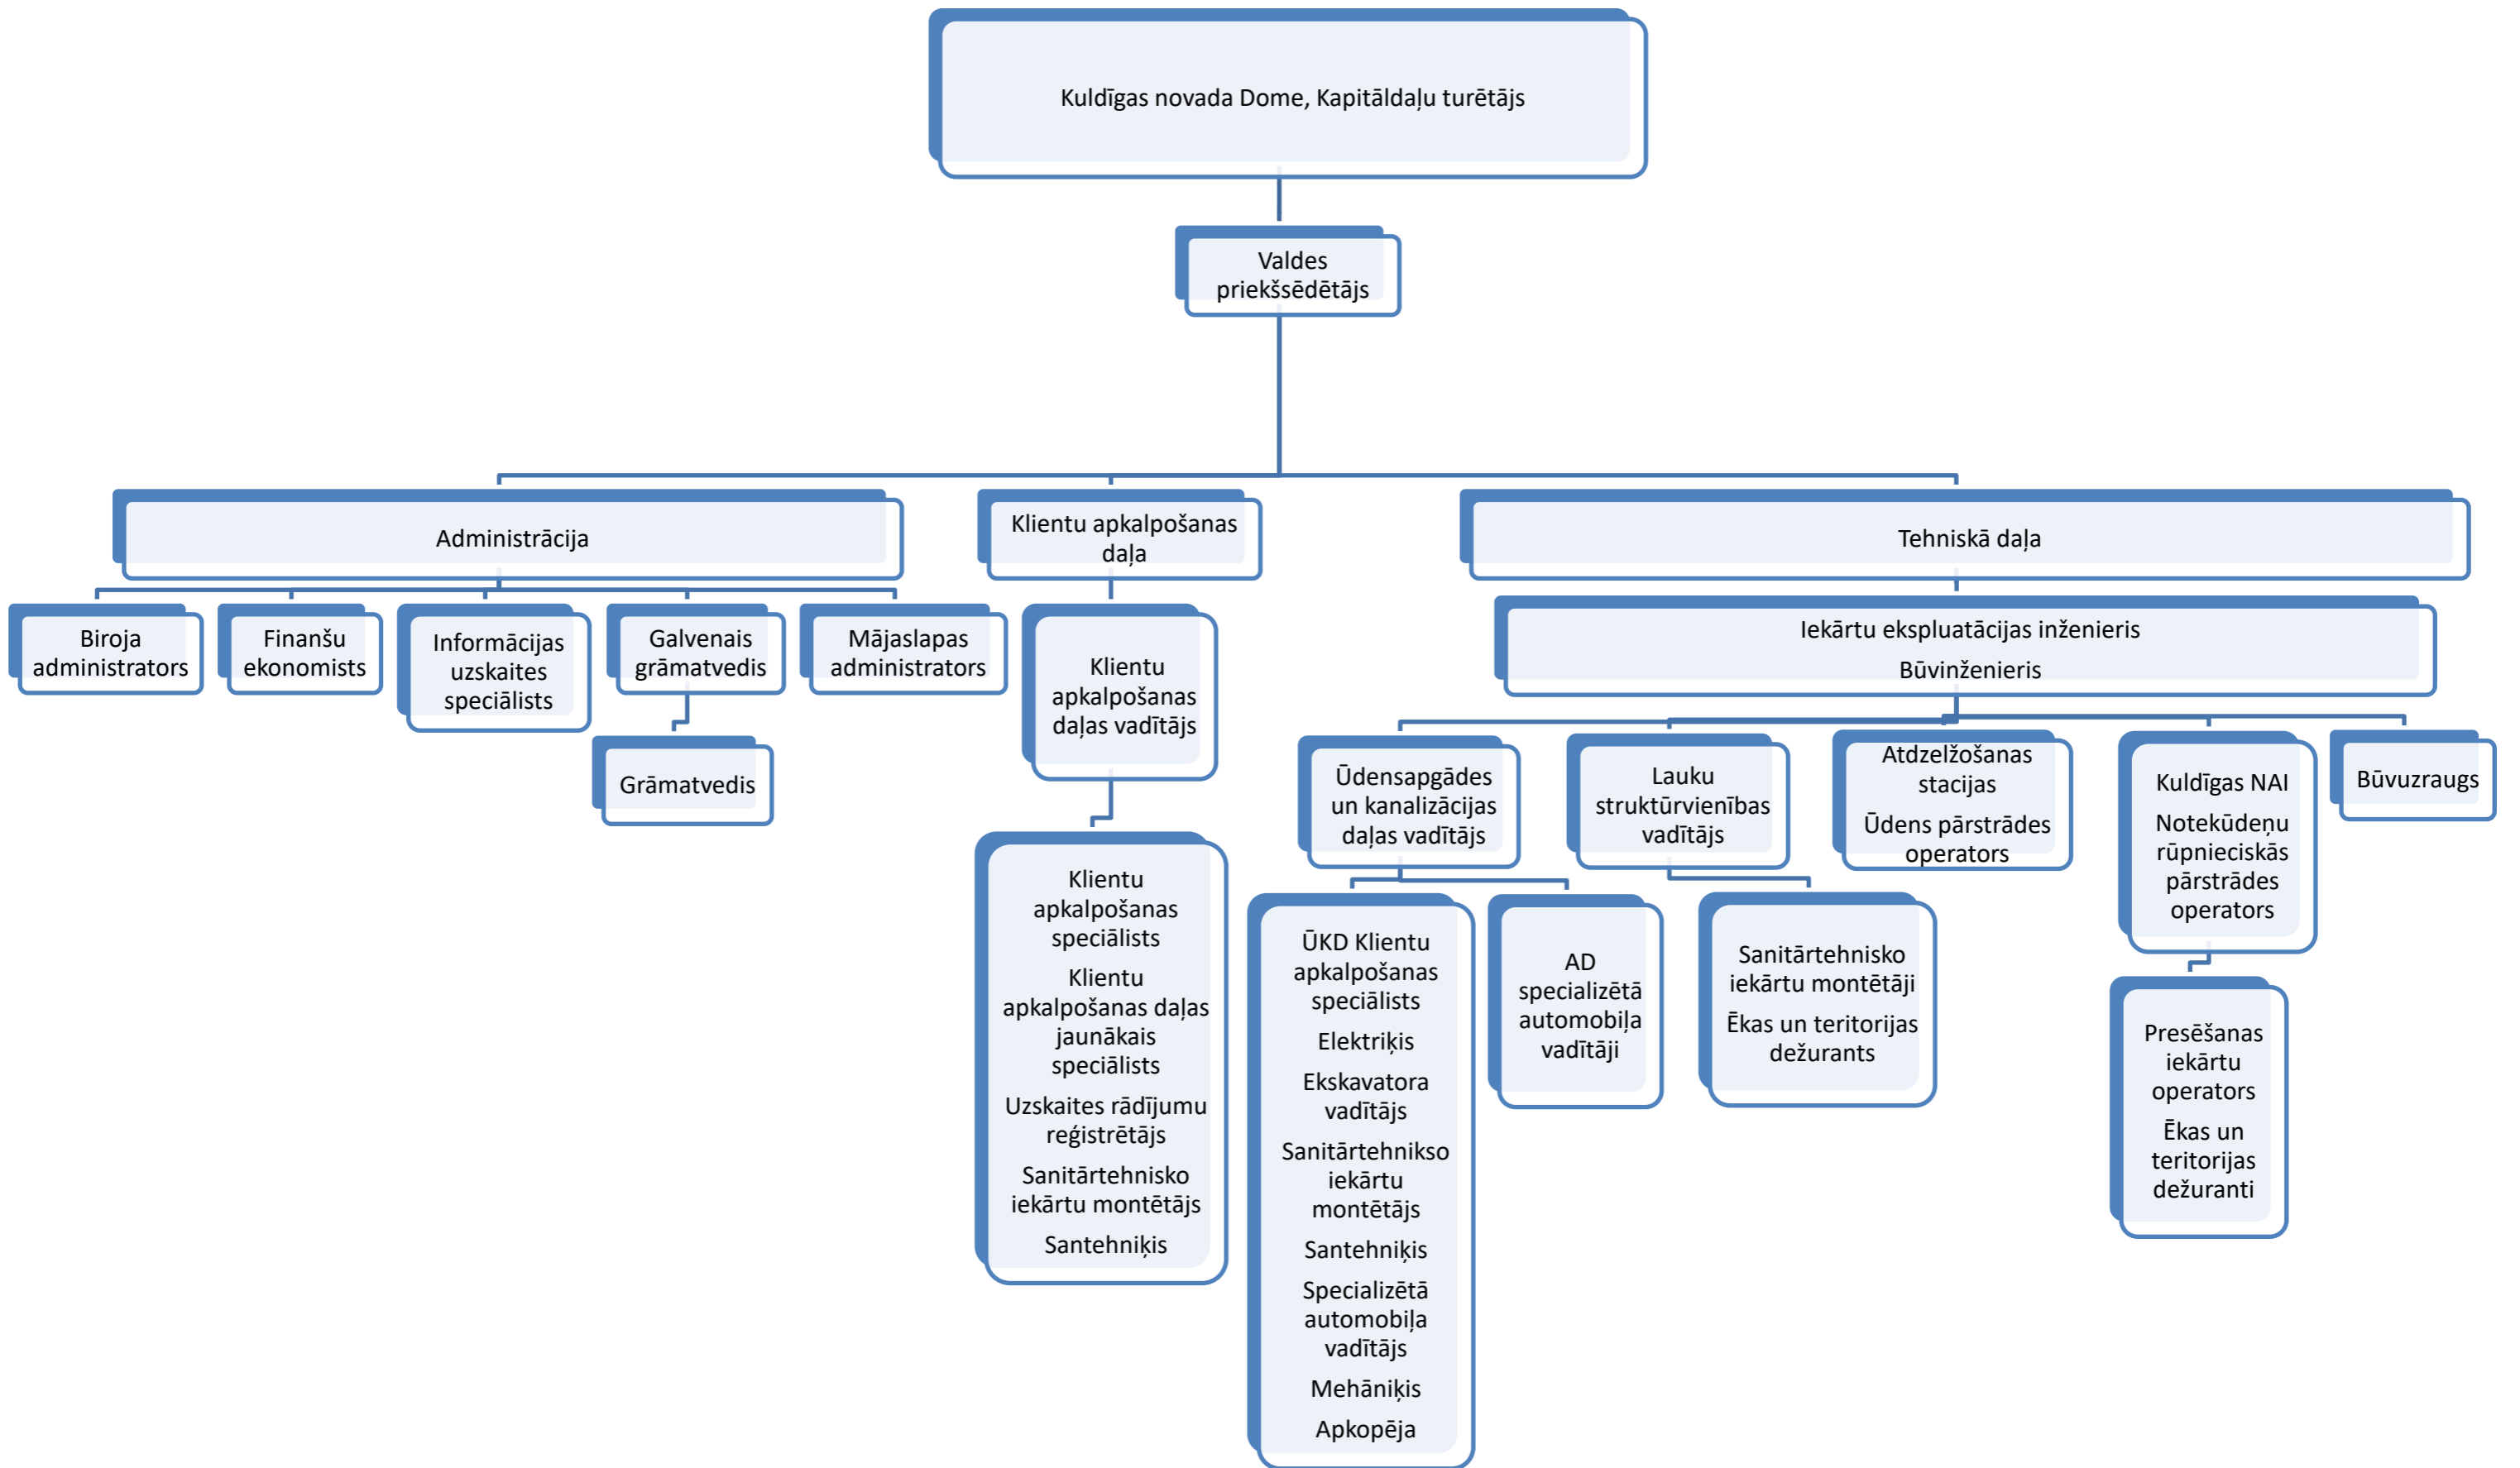 Kuldīgas novada Dome, Kapitāldaļu turētājs
Valdes
priekšsēdētājs
Administrācija
Klientu apkalpošanas
daļa
Tehniskā daļa
Biroja
administrators
Finanšu
ekonomists
Informācijas
uzskaites
speciālists
Galvenais
grāmatvedis
Mājaslapas
administrators
Grāmatvedis
Klientu
apkalpošanas
daļas vadītājs
Klientu
apkalpošanas
speciālists
Klientu
apkalpošanas daļas
jaunākais
speciālists
Uzskaites rādījumu
reģistrētājs
Sanitārtehnisko
iekārtu montētājs
Santehniķis
Iekārtu ekspluatācijas inženieris
Būvinženieris
Ūdensapgādes
un kanalizācijas
daļas vadītājs
Lauku
struktūrvienības
vadītājs
Atdzelžošanas
stacijas
Ūdens pārstrādes
operators
Kuldīgas NAI
Notekūdeņu
rūpnieciskās
pārstrādes
operators
Būvuzraugs
ŪKD Klientu
apkalpošanas
speciālists
Elektriķis
Ekskavatora
vadītājs
Sanitārtehnikso
iekārtu
montētājs
Santehniķis
Specializētā
automobiļa
vadītājs
Mehāniķis
Apkopēja
AD
specializētā
automobiļa
vadītāji
Sanitārtehnisko
iekārtu montētāji
Ēkas un teritorijas
dežurants
Presēšanas
iekārtu
operators
Ēkas un
teritorijas
dežuranti